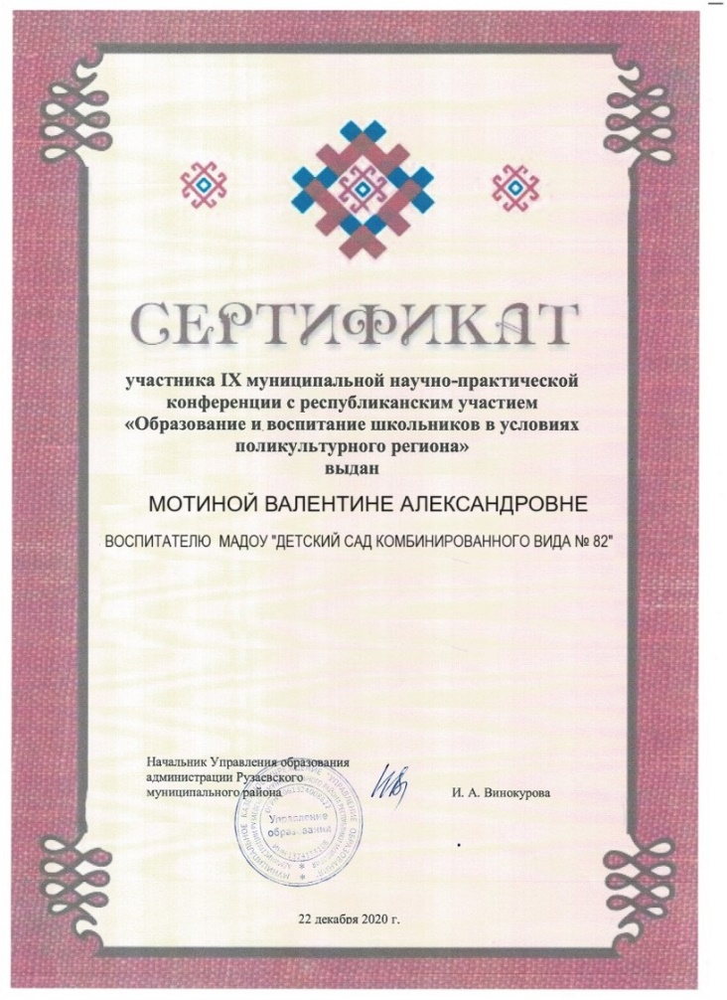 СЕРТИФИКАТ
участника IX муниципальной научно-практической
конференции с республиканским участием
«Образование и воспитание школьников в условиях
поликультурного региона»
выдан
МОТИНОЙ ВАЛЕНТИНЕ АЛЕКСАНДРОВНЕ
ВОСПИТАТЕЛЮ МАДОУ "ДЕТСКИЙ САД КОМБИНИРОВАННОГО ВИДА № 82"
Начальник Управления образования
администрации Рузаевского
муниципального района
И. А. Винокурова
Управление
образования
22 декабря 2020 г.